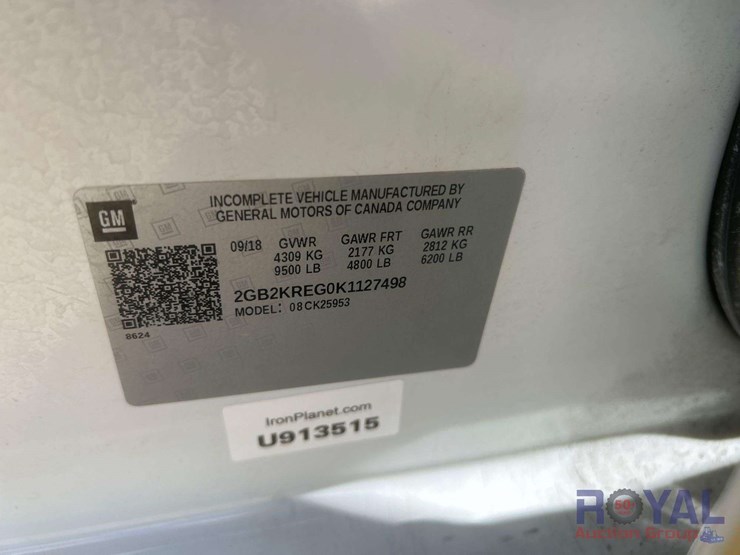 GM
INCOMPLETE VEHICLE MANUFACTURED BY
GENERAL MOTORS OF CANADA COMPANY
09/18 GVWR GAWR FRT GAWR RR
4309 KG 2177 KG 2812 KG
9500 LB 4800 LB 6200 LB
2GB2KREG0K1127498
MODEL: 08CK25953
8624
IronPlanet.com
U913515
ROYAL
Auction Group